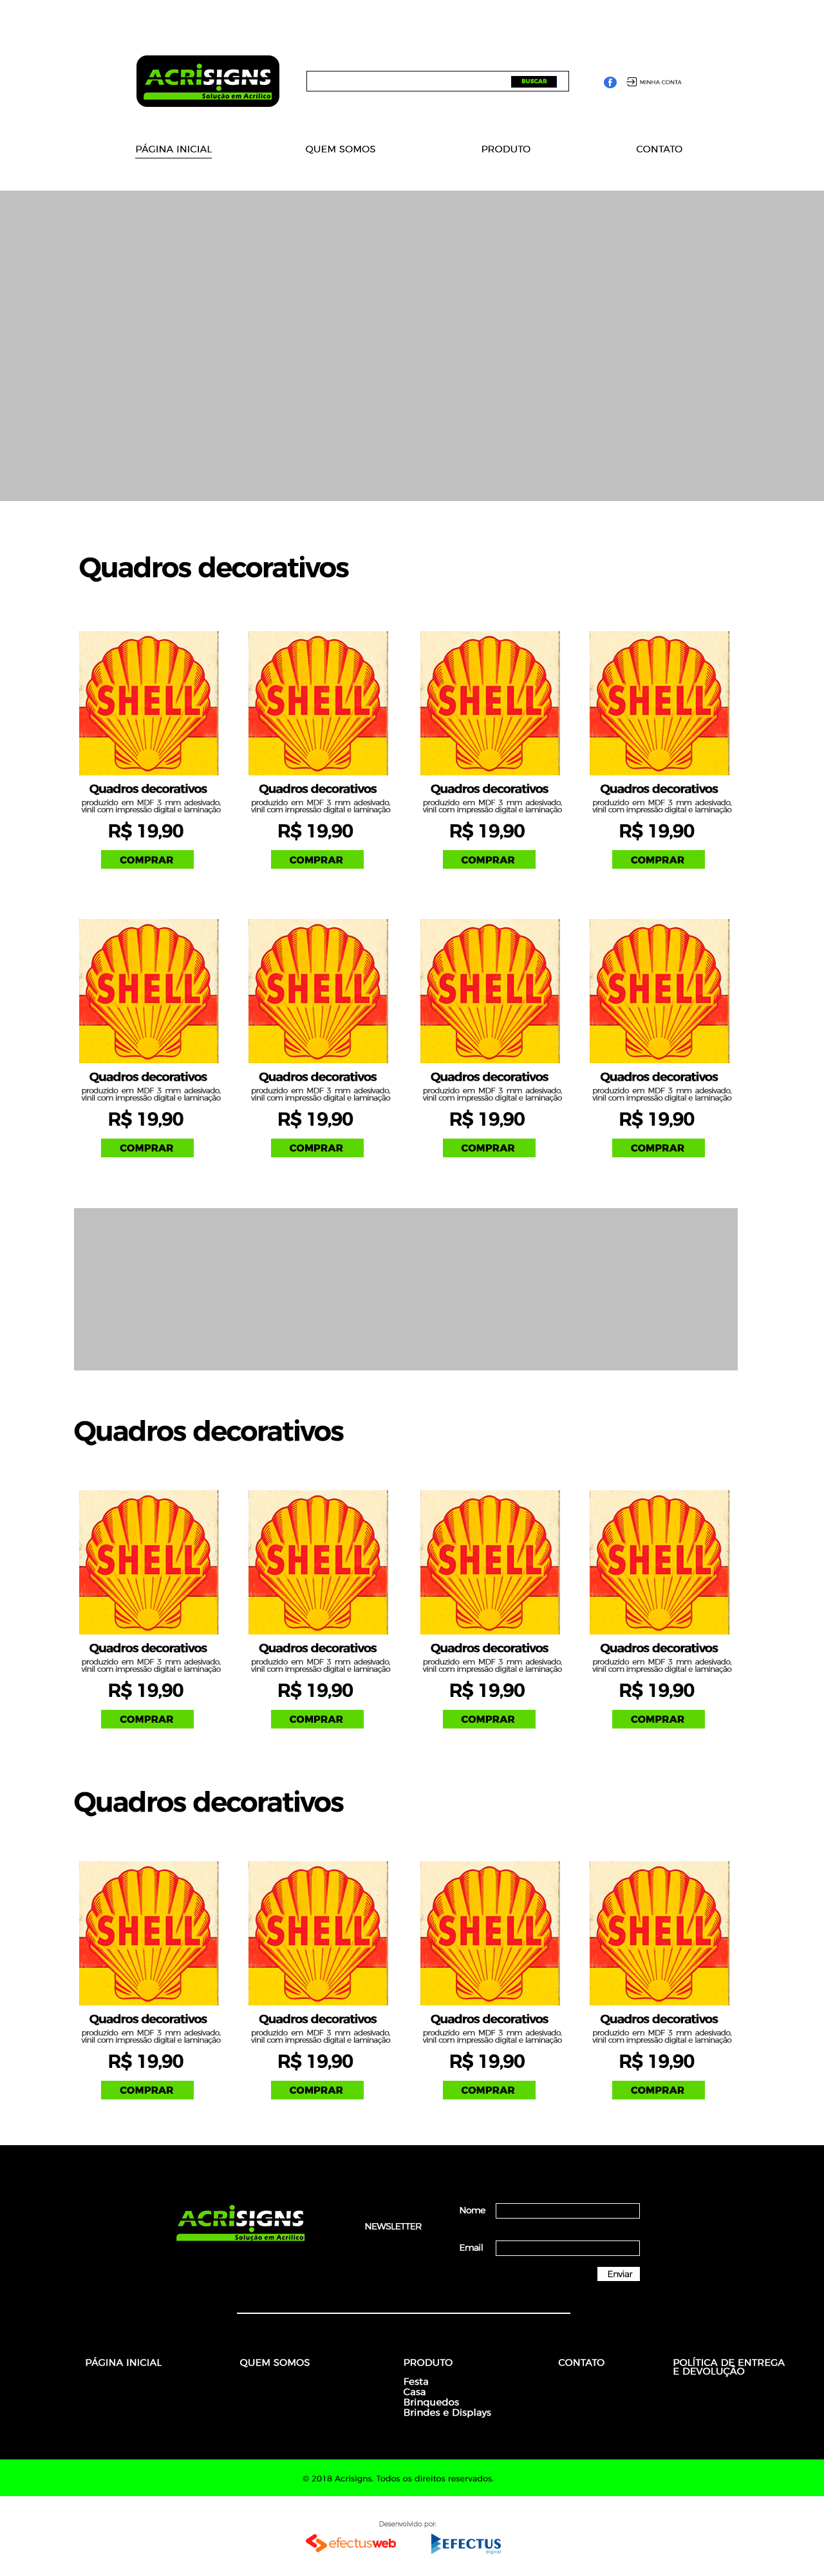 ACRISIGNS
Solução em Acrílico
BUSCAR
MINHA CONTA
PÁGINA INICIAL
QUEM SOMOS
PRODUTO
CONTATO
Quadros decorativos
SHELL
SHELL
SHELL
SHELL
Quadros decorativos
produzido em MDF 3 mm adesivado,
vinil com impressão digital e laminação
R$ 19,90
COMPRAR
Quadros decorativos
produzido em MDF 3 mm adesivado,
vinil com impressão digital e laminação
R$ 19,90
COMPRAR
Quadros decorativos
produzido em MDF 3 mm adesivado,
vinil com impressão digital e laminação
R$ 19,90
COMPRAR
Quadros decorativos
produzido em MDF 3 mm adesivado,
vinil com impressão digital e laminação
R$ 19,90
COMPRAR
SHELL
SHELL
SHELL
SHELL
Quadros decorativos
produzido em MDF 3 mm adesivado,
vinil com impressão digital e laminação
R$ 19,90
COMPRAR
Quadros decorativos
produzido em MDF 3 mm adesivado,
vinil com impressão digital e laminação
R$ 19,90
COMPRAR
Quadros decorativos
produzido em MDF 3 mm adesivado,
vinil com impressão digital e laminação
R$ 19,90
COMPRAR
Quadros decorativos
produzido em MDF 3 mm adesivado,
vinil com impressão digital e laminação
R$ 19,90
COMPRAR
Quadros decorativos
SHELL
SHELL
SHELL
SHELL
Quadros decorativos
produzido em MDF 3 mm adesivado,
vinil com impressão digital e laminação
R$ 19,90
COMPRAR
Quadros decorativos
produzido em MDF 3 mm adesivado,
vinil com impressão digital e laminação
R$ 19,90
COMPRAR
Quadros decorativos
produzido em MDF 3 mm adesivado,
vinil com impressão digital e laminação
R$ 19,90
COMPRAR
Quadros decorativos
produzido em MDF 3 mm adesivado,
vinil com impressão digital e laminação
R$ 19,90
COMPRAR
Quadros decorativos
SHELL
SHELL
SHELL
SHELL
Quadros decorativos
produzido em MDF 3 mm adesivado,
vinil com impressão digital e laminação
R$ 19,90
COMPRAR
Quadros decorativos
produzido em MDF 3 mm adesivado,
vinil com impressão digital e laminação
R$ 19,90
COMPRAR
Quadros decorativos
produzido em MDF 3 mm adesivado,
vinil com impressão digital e laminação
R$ 19,90
COMPRAR
Quadros decorativos
produzido em MDF 3 mm adesivado,
vinil com impressão digital e laminação
R$ 19,90
COMPRAR
ACRISIGNS
Solução em Acrílico
NEWSLETTER
Nome
Email
Enviar
PÁGINA INICIAL
QUEM SOMOS
PRODUTO
Festa
Casa
Brinquedos
Brindes e Displays
CONTATO
POLÍTICA DE ENTREGA
E DEVOLUÇÃO
© 2018 Acrisigns. Todos os direitos reservados.
Desenvolvido por:
efectusweb
EFECTUS
digital